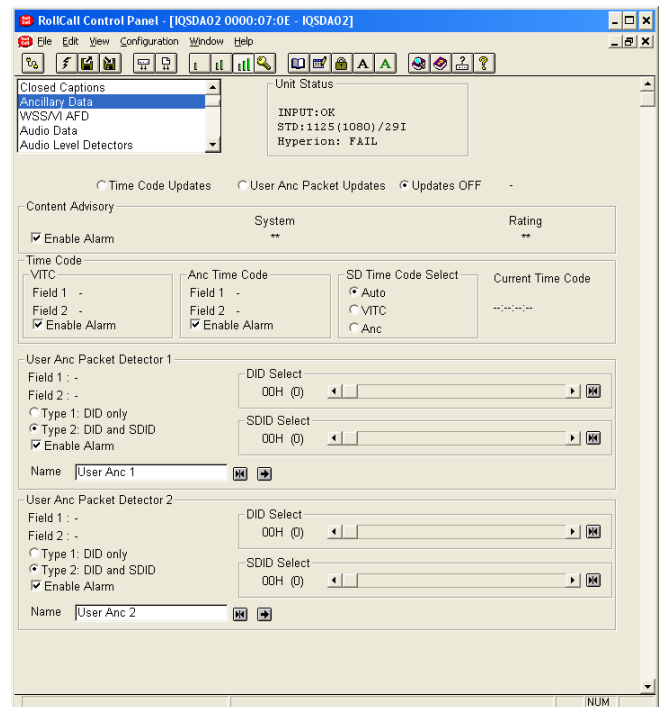 RollCall Control Panel - [IQSDA02 0000:07:0E - IQSDA02]
File Edit View Configuration Window Help
A A ?
Closed Captions
Ancillary Data
WSS/VI AFD
Audio Data
Audio Level Detectors
Unit Status
INPUT:OK
STD:1125(1080)/29I
Hyperion: FAIL
Time Code Updates User Anc Packet Updates Updates OFF -
Content Advisory
System Rating
Enable Alarm ** **
Time Code
VITC
Field 1 -
Field 2 -
Enable Alarm
Anc Time Code
Field 1 -
Field 2 -
Enable Alarm
SD Time Code Select
Auto
VITC
Anc
Current Time Code
--:--:--:--
User Anc Packet Detector 1
Field 1 : -
Field 2 : -
Type 1: DID only
Type 2: DID and SDID
Enable Alarm
Name User Anc 1
DID Select
00H (0)
SDID Select
00H (0)
User Anc Packet Detector 2
Field 1 : -
Field 2 : -
Type 1: DID only
Type 2: DID and SDID
Enable Alarm
Name User Anc 2
DID Select
00H (0)
SDID Select
00H (0)
NUM